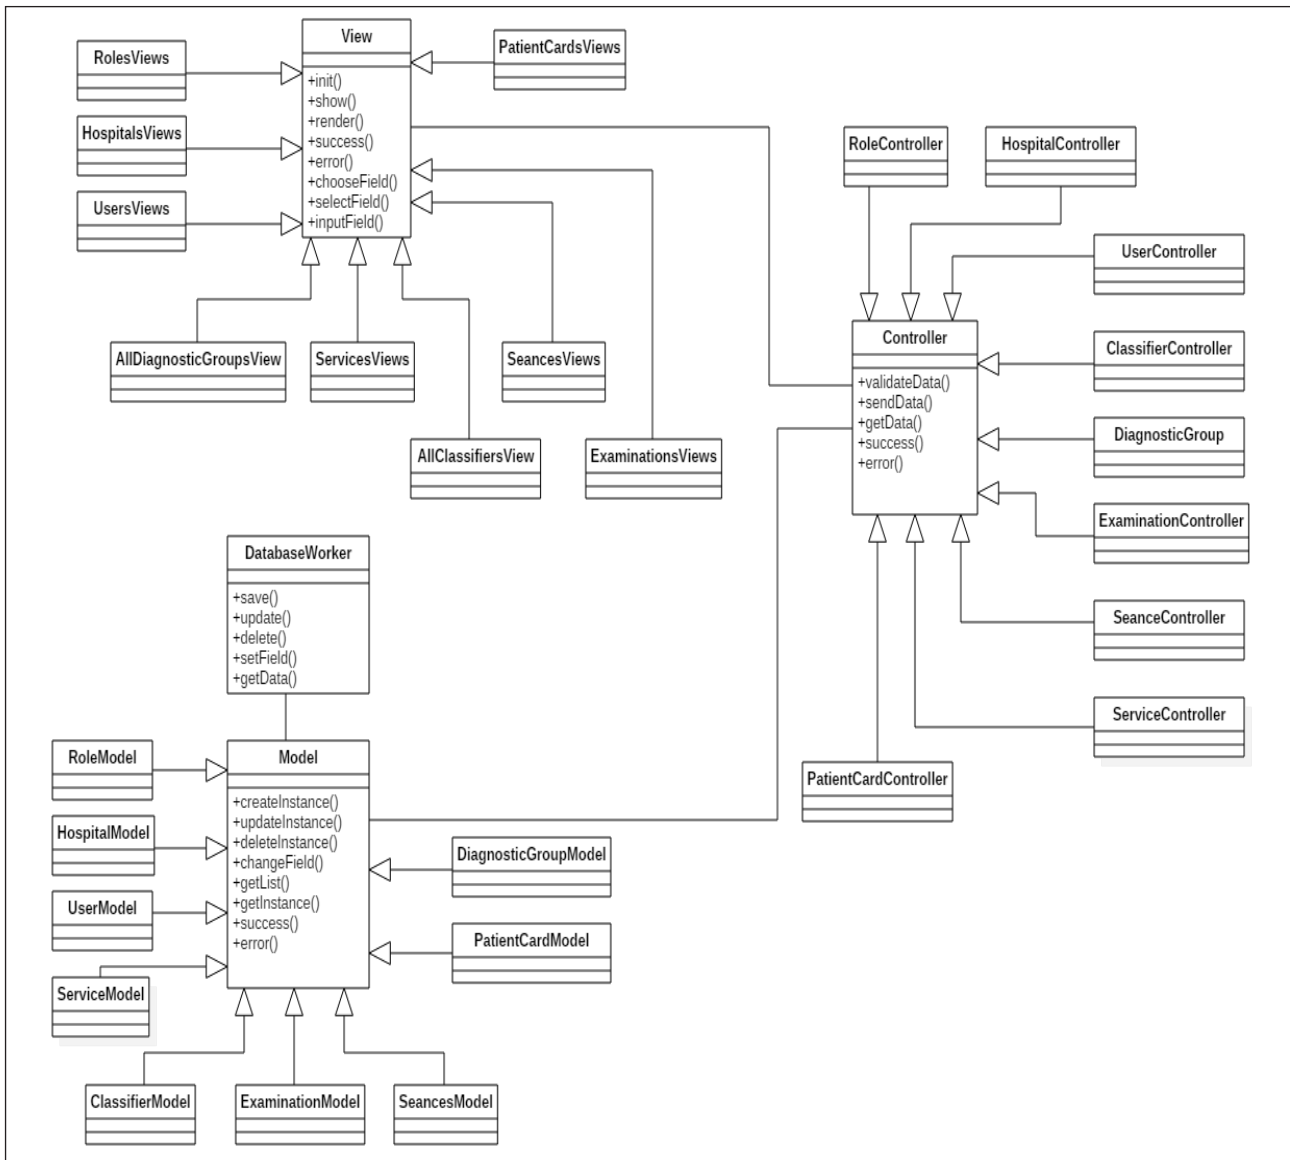 View
+init()
+show()
+render()
+success()
+error()
+chooseField()
+selectField()
+inputField()
RolesViews
HospitalsViews
UsersViews
PatientCardsViews
AllDiagnosticGroupsView
ServicesViews
SeancesViews
AllClassifiersView
ExaminationsViews
RoleController
HospitalController
UserController
Controller
+validateData()
+sendData()
+getData()
+success()
+error()
ClassifierController
DiagnosticGroup
ExaminationController
SeanceController
ServiceController
PatientCardController
DatabaseWorker
+save()
+update()
+delete()
+setField()
+getData()
Model
+createInstance()
+updateInstance()
+deleteInstance()
+changeField()
+getList()
+getInstance()
+success()
+error()
RoleModel
HospitalModel
UserModel
ServiceModel
DiagnosticGroupModel
PatientCardModel
ClassifierModel
ExaminationModel
SeancesModel